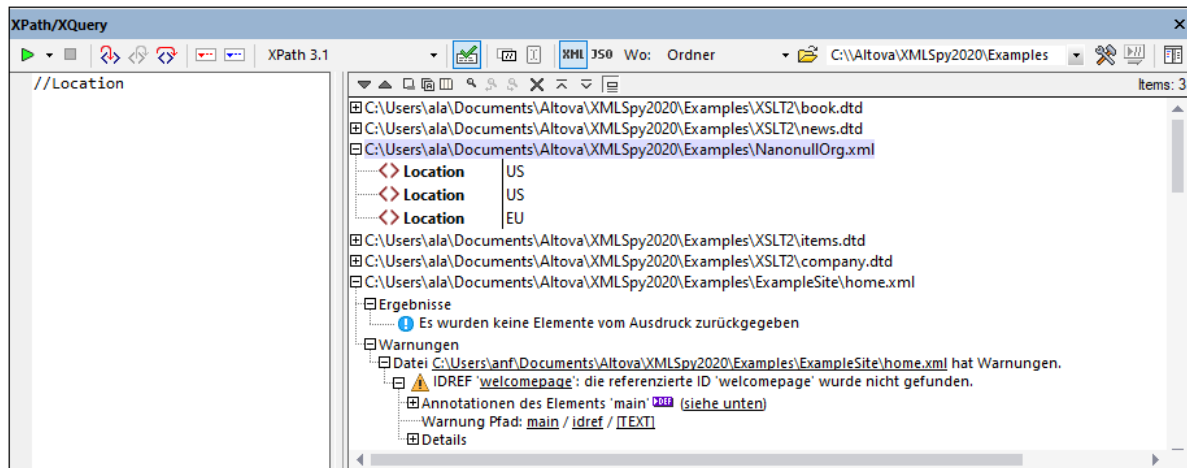 XPath/XQuery
XPath 3.1 XML JSO Wo: Ordner C:\\Altova\XMLSpy2020\Examples
//Location
Items: 3
C:\Users\ala\Documents\Altova\XMLSpy2020\Examples\XSLT2\book.dtd
C:\Users\ala\Documents\Altova\XMLSpy2020\Examples\XSLT2\news.dtd
C:\Users\ala\Documents\Altova\XMLSpy2020\Examples\NanonullOrg.xml
<> Location US
<> Location US
<> Location EU
C:\Users\ala\Documents\Altova\XMLSpy2020\Examples\XSLT2\items.dtd
C:\Users\ala\Documents\Altova\XMLSpy2020\Examples\XSLT2\company.dtd
C:\Users\ala\Documents\Altova\XMLSpy2020\Examples\ExampleSite\home.xml
Ergebnisse
Es wurden keine Elemente vom Ausdruck zurückgegeben
Warnungen
Datei C:\Users\anf\Documents\Altova\XMLSpy2020\Examples\ExampleSite\home.xml hat Warnungen.
IDREF 'welcomepage': die referenzierte ID 'welcomepage' wurde nicht gefunden.
Annotationen des Elements 'main' DEF (siehe unten)
Warnung Pfad: main / idref / [TEXT]
Details